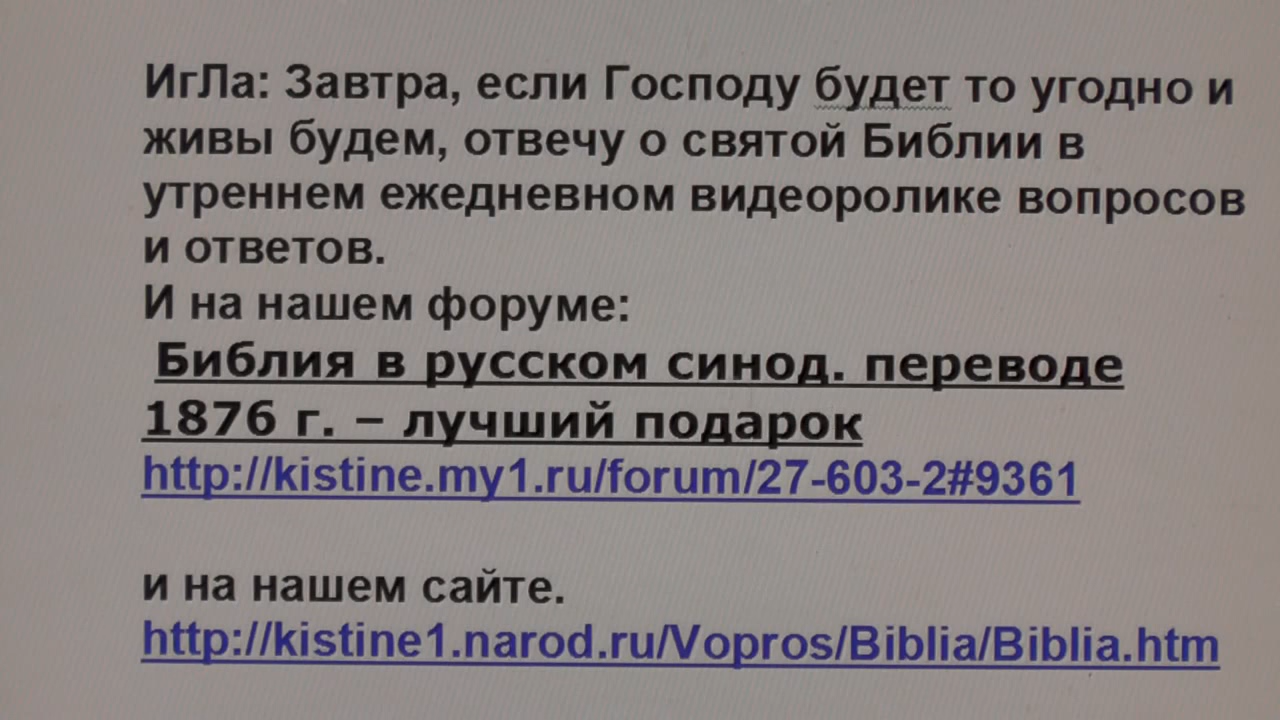 ИгЛа: Завтра, если Господу будет то угодно и
живы будем, отвечу о святой Библии в
утреннем ежедневном видеоролике вопросов
и ответов.
И на нашем форуме:
Библия в русском синод. переводе
1876 г. – лучший подарок
http://kistine.my1.ru/forum/27-603-2#9361
и на нашем сайте.
http://kistine1.narod.ru/Vopros/Biblia/Biblia.htm